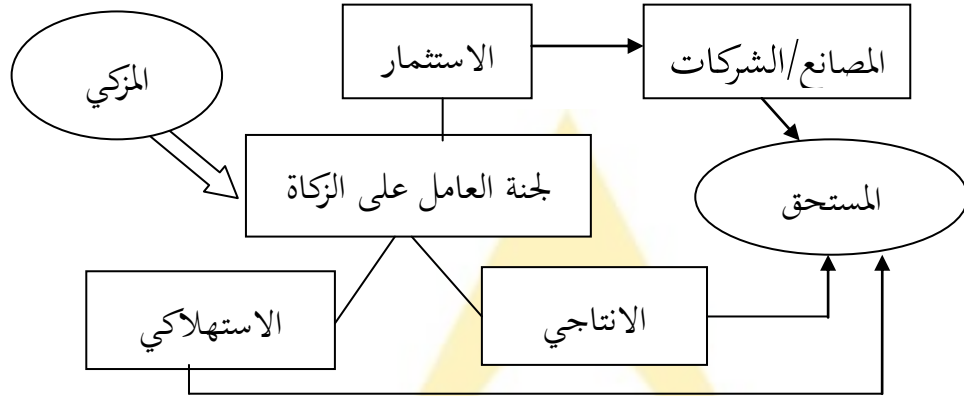 المزكي
الاستثمار
المصانع/الشركات
لجنة العامل على الزكاة
المستحق
الاستهلاكي
الانتاجي